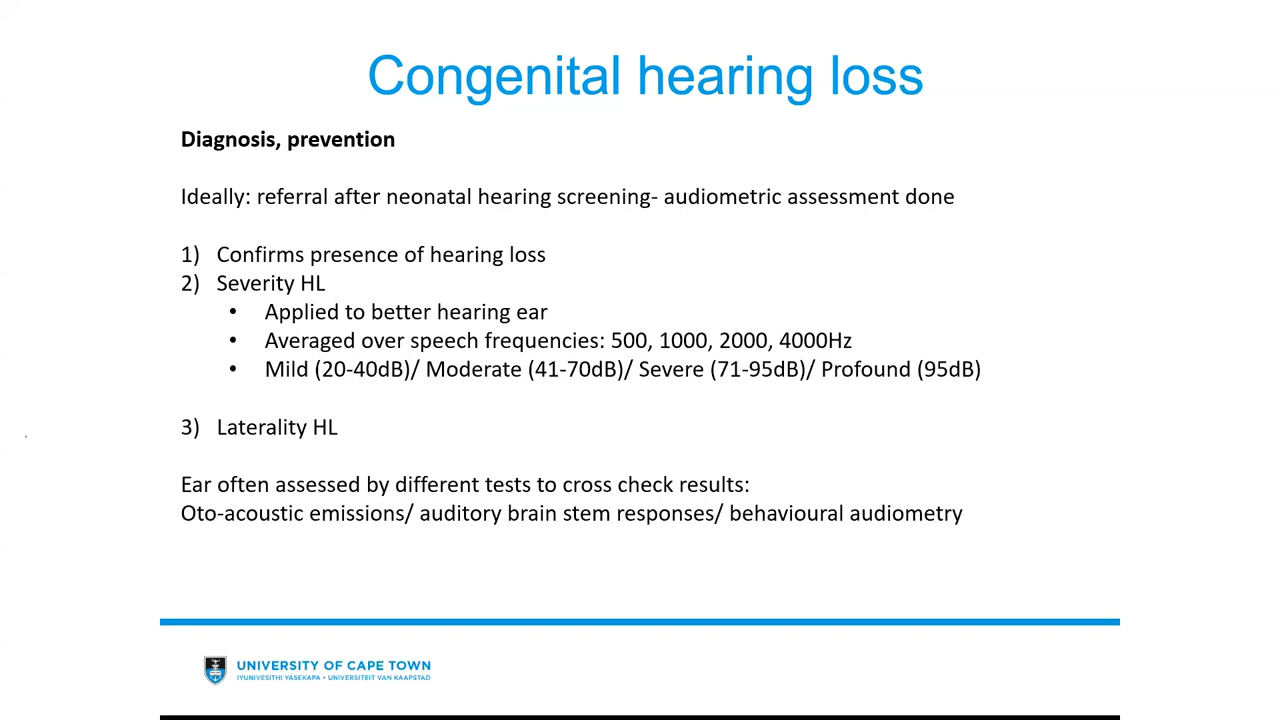 Congenital hearing loss
Diagnosis, prevention
Ideally: referral after neonatal hearing screening- audiometric assessment done
1) Confirms presence of hearing loss
2) Severity HL
• Applied to better hearing ear
• Averaged over speech frequencies: 500, 1000, 2000, 4000Hz
• Mild (20-40dB)/ Moderate (41-70dB)/ Severe (71-95dB)/ Profound (95dB)
3) Laterality HL
Ear often assessed by different tests to cross check results:
Oto-acoustic emissions/ auditory brain stem responses/ behavioural audiometry
UNIVERSITY OF CAPE TOWN
IYUNIVESITHI YASEKAPA • UNIVERSITEIT VAN KAAPSTAD